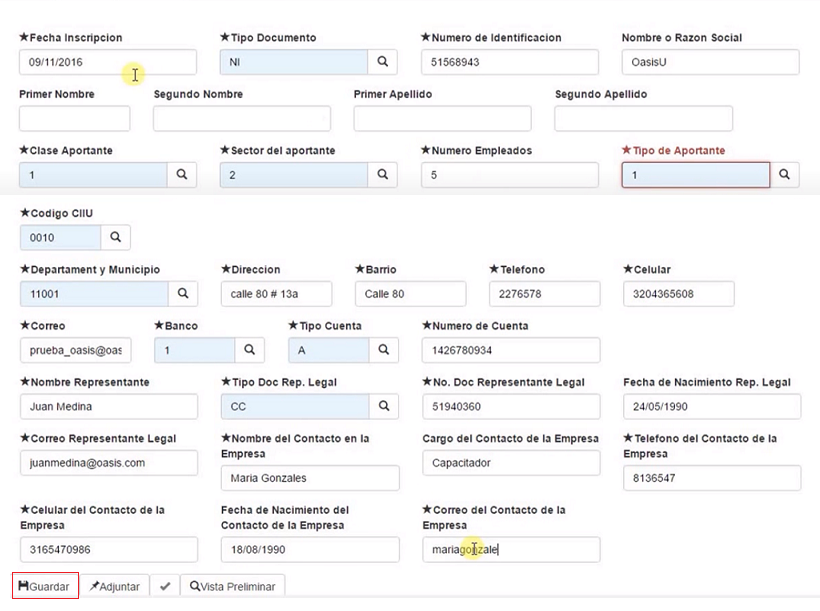 ★Fecha Inscripcion ★Tipo Documento ★Numero de Identificacion Nombre o Razon Social
09/11/2016 NI 51568943 OasisU
Primer Nombre Segundo Nombre Primer Apellido Segundo Apellido
★Clase Aportante ★Sector del aportante ★Numero Empleados ★Tipo de Aportante
1 2 5 1
★Codigo CIIU
0010
★Departament y Municipio ★Direccion ★Barrio ★Telefono ★Celular
11001 calle 80 # 13a Calle 80 2276578 3204365608
★Correo ★Banco ★Tipo Cuenta ★Numero de Cuenta
prueba_oasis@oas 1 A 1426780934
★Nombre Representante ★Tipo Doc Rep. Legal ★No. Doc Representante Legal Fecha de Nacimiento Rep. Legal
Juan Medina CC 51940360 24/05/1990
★Correo Representante Legal ★Nombre del Contacto en la Empresa Cargo del Contacto de la Empresa ★Telefono del Contacto de la Empresa
juanmedina@oasis.com Maria Gonzales Capacitador 8136547
★Celular del Contacto de la Empresa Fecha de Nacimiento del Contacto de la Empresa ★Correo del Contacto de la Empresa
3165470986 18/08/1990 mariagonzale
Guardar Adjuntar Vista Preliminar